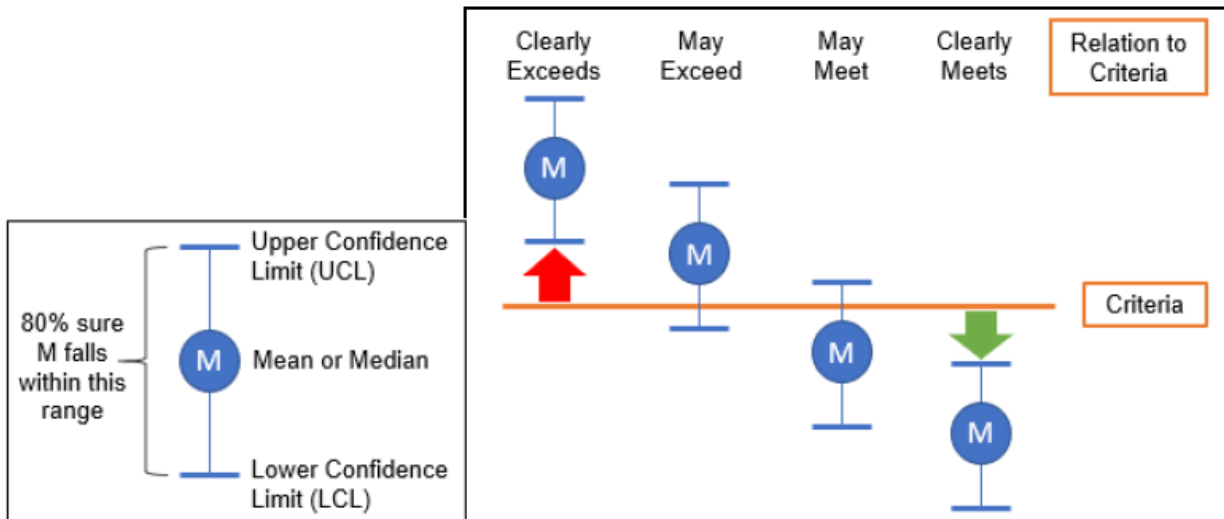 Clearly
Exceeds
May
Exceed
May
Meet
Clearly
Meets
Relation to
Criteria
M
M
M
M
Criteria
80% sure
M falls
within this
range
Upper Confidence
Limit (UCL)
M
Mean or Median
Lower Confidence
Limit (LCL)